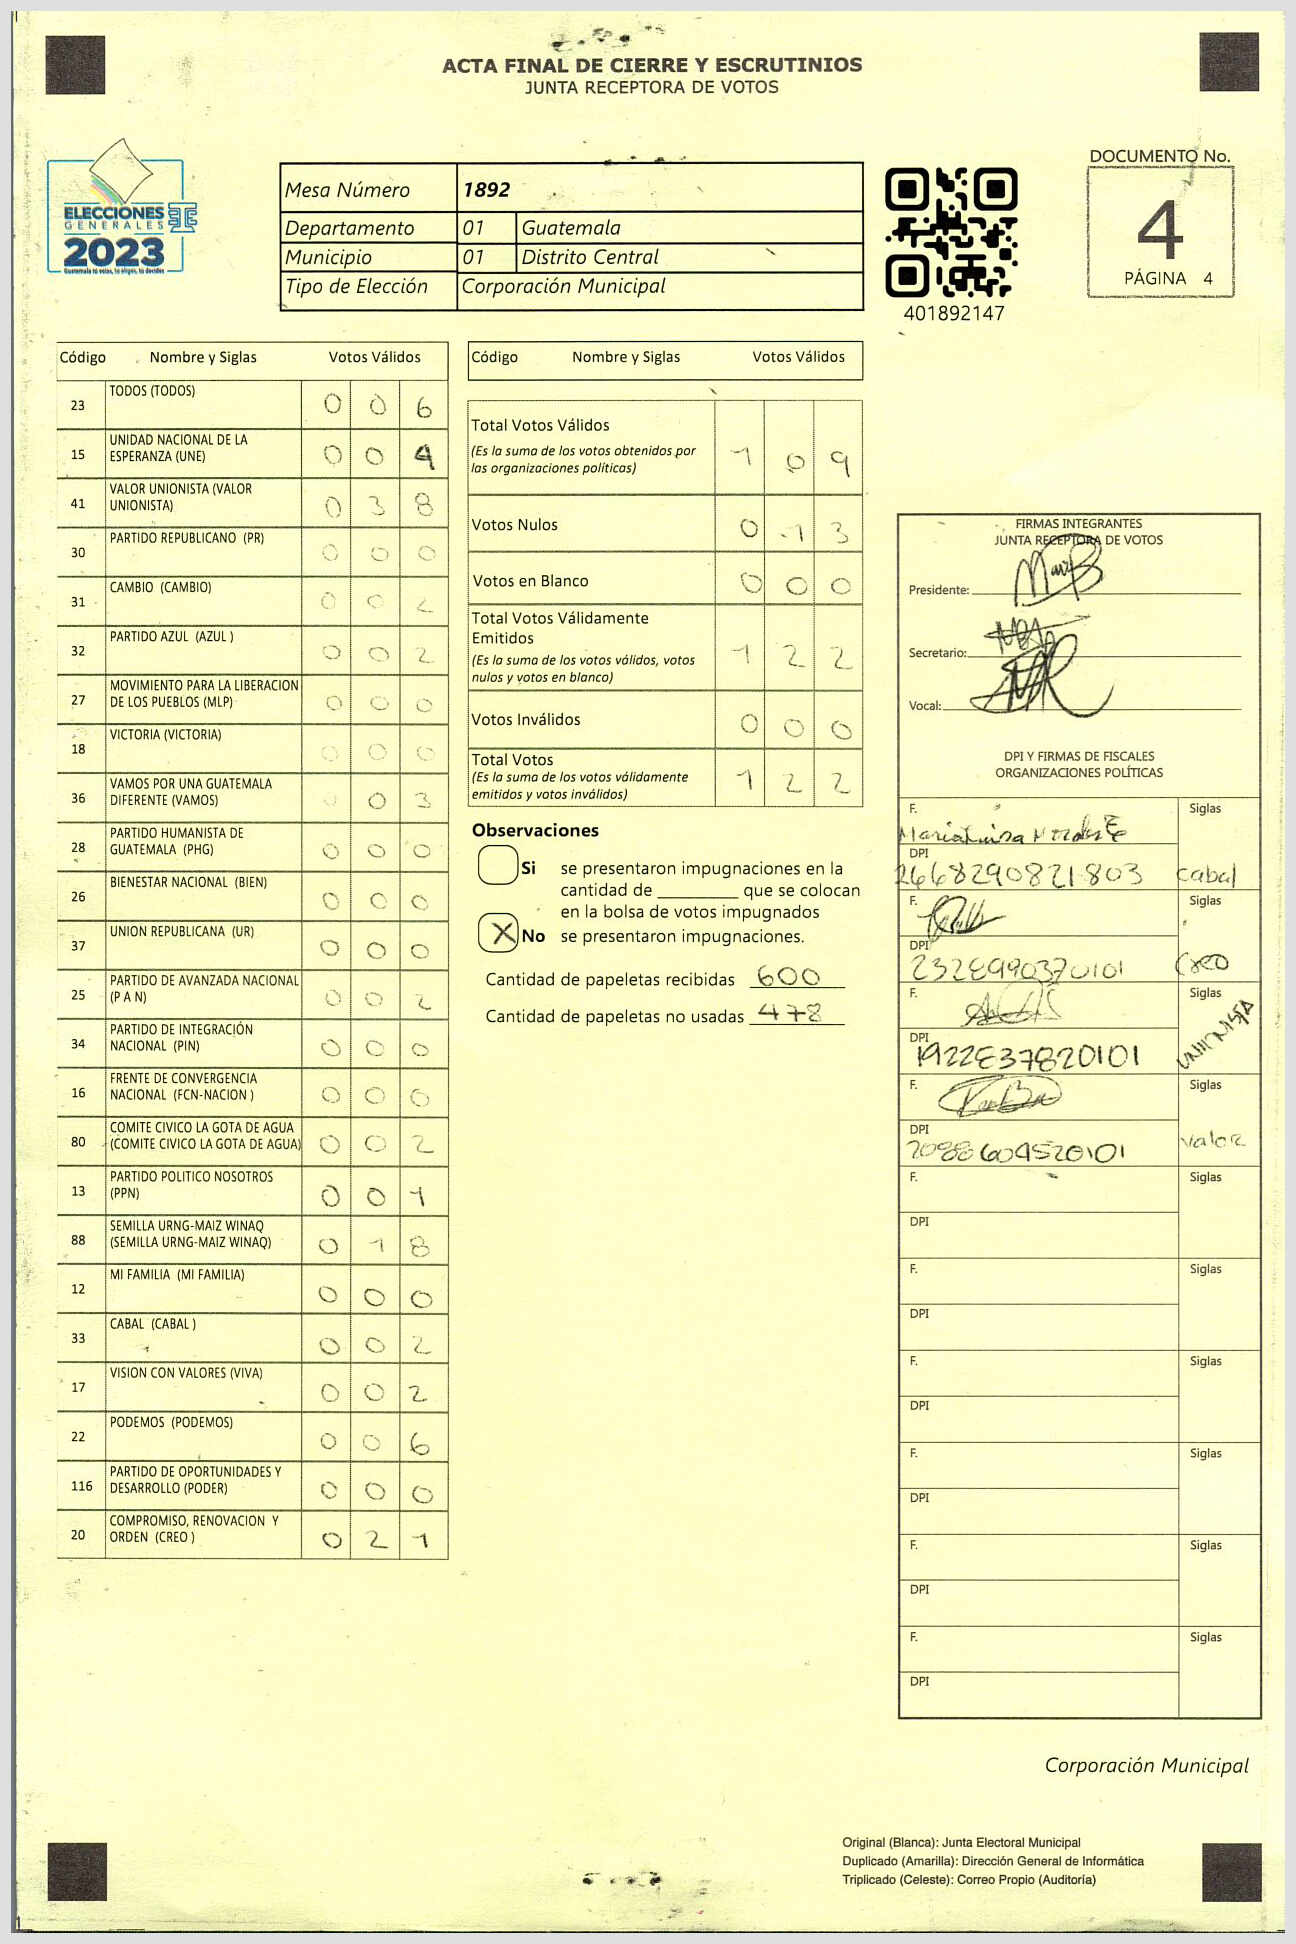 ACTA FINAL DE CIERRE Y ESCRUTINIOS
JUNTA RECEPTORA DE VOTOS
ELECCIONES
GENERALES
2023
Guatemala tú votas, tú eliges, tú decides
Mesa Número 1892
Departamento 01 Guatemala
Municipio 01 Distrito Central
Tipo de Elección Corporación Municipal
401892147
DOCUMENTO No.
4
PÁGINA 4
Código Nombre y Siglas Votos Válidos
23 TODOS (TODOS) 0 0 6
15 UNIDAD NACIONAL DE LA
ESPERANZA (UNE) 0 0 4
41 VALOR UNIONISTA (VALOR
UNIONISTA) 0 3 8
30 PARTIDO REPUBLICANO (PR) 0 0 0
31 CAMBIO (CAMBIO) 0 0 2
32 PARTIDO AZUL (AZUL ) 0 0 2
27 MOVIMIENTO PARA LA LIBERACION
DE LOS PUEBLOS (MLP) 0 0 0
18 VICTORIA (VICTORIA) 0 0 0
36 VAMOS POR UNA GUATEMALA
DIFERENTE (VAMOS) 0 0 3
28 PARTIDO HUMANISTA DE
GUATEMALA (PHG) 0 0 0
26 BIENESTAR NACIONAL (BIEN) 0 0 0
37 UNION REPUBLICANA (UR) 0 0 0
25 PARTIDO DE AVANZADA NACIONAL
(P A N) 0 0 2
34 PARTIDO DE INTEGRACIÓN
NACIONAL (PIN) 0 0 0
16 FRENTE DE CONVERGENCIA
NACIONAL (FCN-NACION ) 0 0 0
80 COMITE CIVICO LA GOTA DE AGUA
(COMITE CIVICO LA GOTA DE AGUA) 0 0 2
13 PARTIDO POLITICO NOSOTROS
(PPN) 0 0 1
88 SEMILLA URNG-MAIZ WINAQ
(SEMILLA URNG-MAIZ WINAQ) 0 1 8
12 MI FAMILIA (MI FAMILIA) 0 0 0
33 CABAL (CABAL ) 0 0 2
17 VISION CON VALORES (VIVA) 0 0 2
22 PODEMOS (PODEMOS) 0 0 6
116 PARTIDO DE OPORTUNIDADES Y
DESARROLLO (PODER) 0 0 0
20 COMPROMISO, RENOVACION Y
ORDEN (CREO ) 0 2 1
Código Nombre y Siglas Votos Válidos
Total Votos Válidos
(Es la suma de los votos obtenidos por
las organizaciones políticas) 1 0 9
Votos Nulos 0 1 3
Votos en Blanco 0 0 0
Total Votos Válidamente
Emitidos
(Es la suma de los votos válidos, votos
nulos y votos en blanco) 1 2 2
Votos Inválidos 0 0 0
Total Votos
(Es la suma de los votos válidamente
emitidos y votos inválidos) 1 2 2
Observaciones
Si se presentaron impugnaciones en la
cantidad de ________ que se colocan
en la bolsa de votos impugnados
X No se presentaron impugnaciones.
Cantidad de papeletas recibidas 600
Cantidad de papeletas no usadas 478
FIRMAS INTEGRANTES
JUNTA RECEPTORA DE VOTOS
Presidente:
Secretario:
Vocal:
DPI Y FIRMAS DE FISCALES
ORGANIZACIONES POLÍTICAS
F. Siglas
Maria Luisa
DPI
2668290821803 cabal
F. Siglas
DPI
Creo
F. Siglas
DPI
UNIONISTA
F. Siglas
DPI
valor
F. Siglas
DPI
F. Siglas
DPI
F. Siglas
DPI
F. Siglas
DPI
F. Siglas
DPI
F. Siglas
DPI
Corporación Municipal
Original (Blanca): Junta Electoral Municipal
Duplicado (Amarilla): Dirección General de Informática
Triplicado (Celeste): Correo Propio (Auditoría)